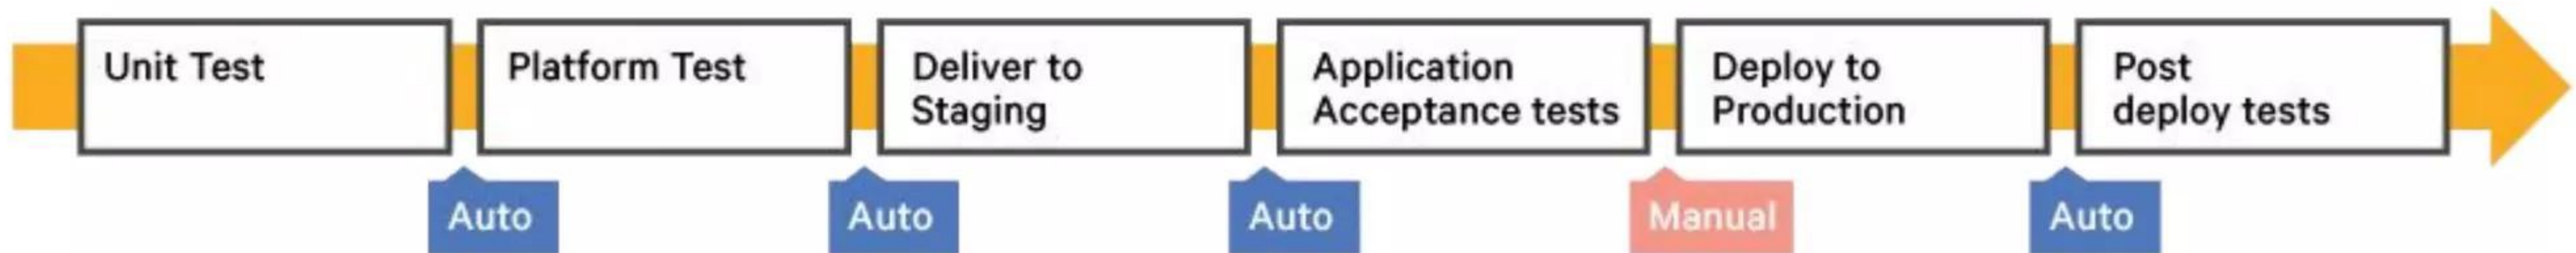 Unit Test
Platform Test
Deliver to
Staging
Application
Acceptance tests
Deploy to
Production
Post
deploy tests
Auto
Auto
Auto
Manual
Auto